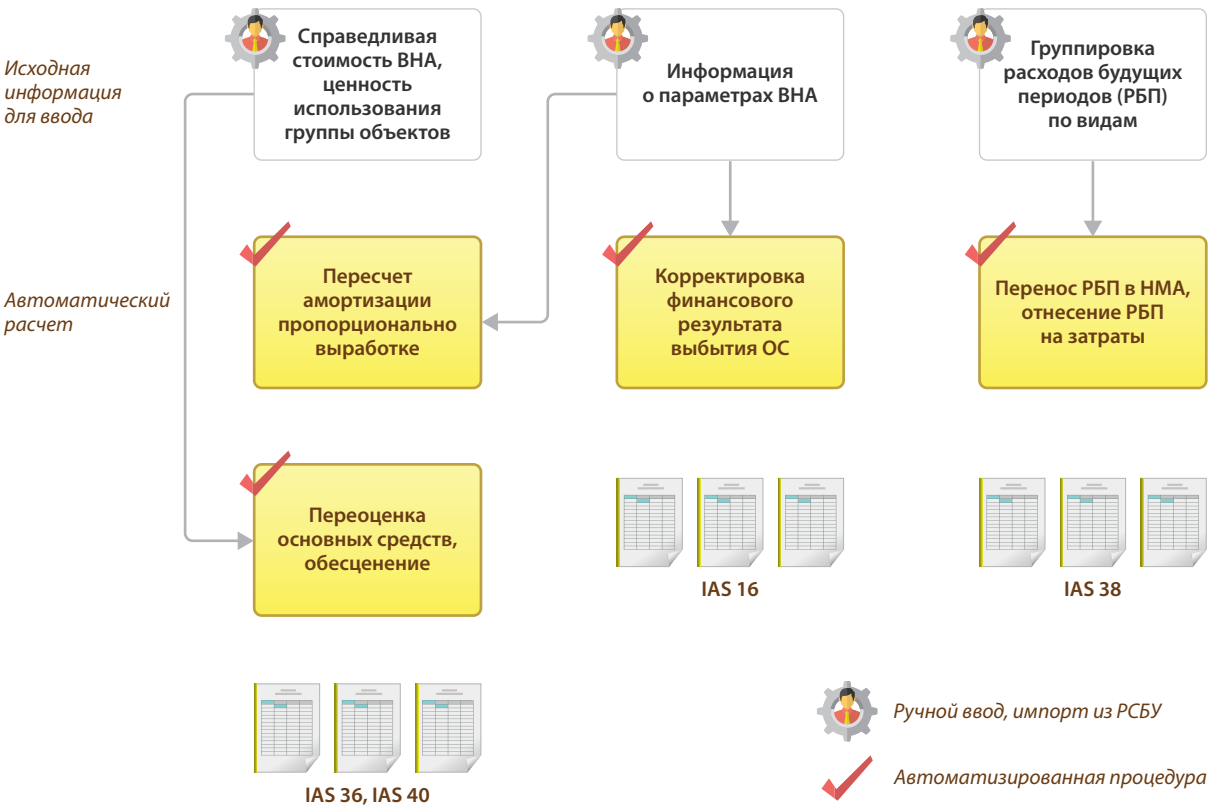 Исходная
информация
для ввода
Справедливая
стоимость ВНА,
ценность
использования
группы объектов
Информация
о параметрах ВНА
Группировка
расходов будущих
периодов (РБП)
по видам
Автоматический
расчет
Пересчет
амортизации
пропорционально
выработке
Корректировка
финансового
результата
выбытия ОС
Перенос РБП в НМА,
отнесение РБП
на затраты
Переоценка
основных средств,
обесценение
IAS 16
IAS 38
IAS 36, IAS 40
Ручной ввод, импорт из РСБУ
Автоматизированная процедура